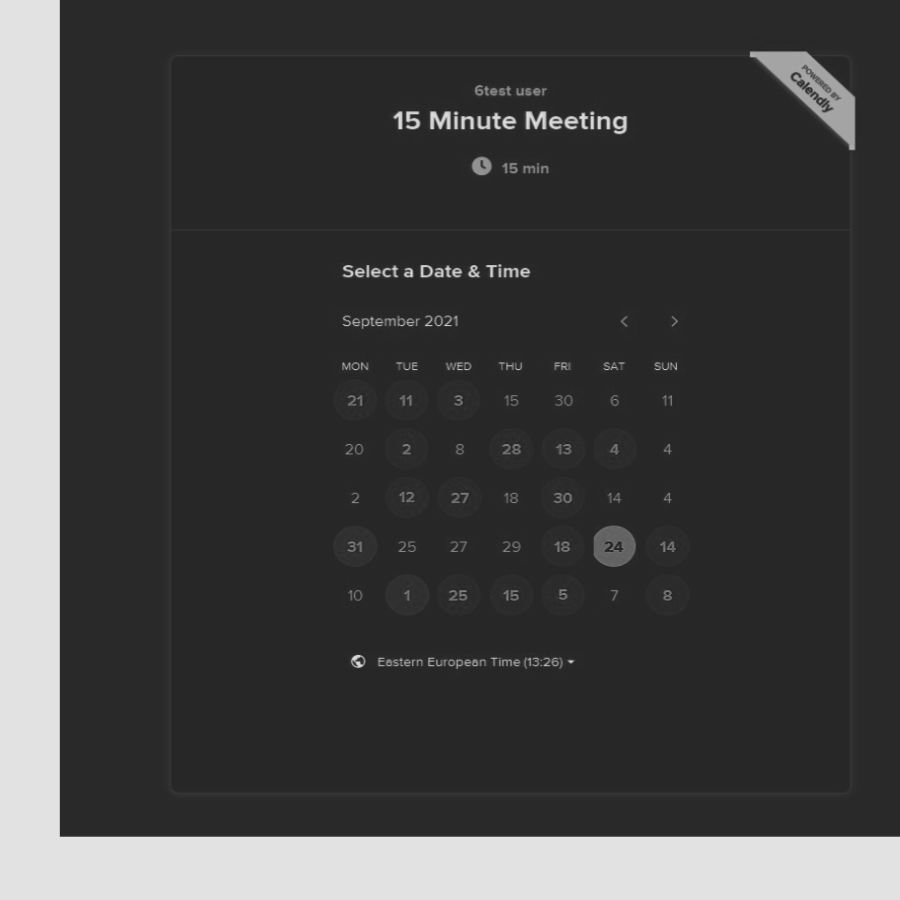 POWERED BY
Calendly
6test user
15 Minute Meeting
15 min
Select a Date & Time
September 2021
MON TUE WED THU FRI SAT SUN
21 11 3 15 30 6 11
20 2 8 28 13 4 4
2 12 27 18 30 14 4
31 25 27 29 18 24 14
10 1 25 15 5 7 8
Eastern European Time (13:26)